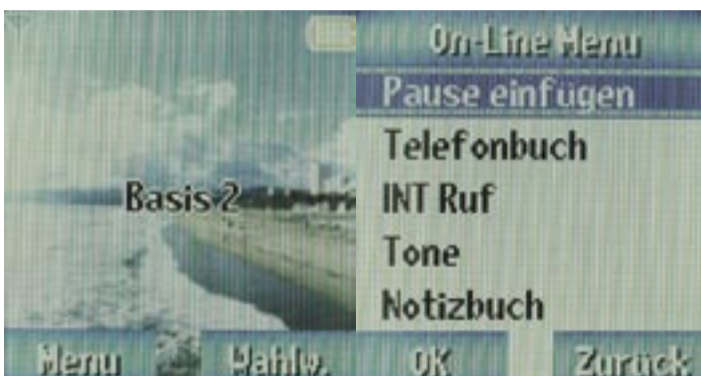 Basis 2
Menu
Wahlw.
On-Line Menu
Pause einfügen
Telefonbuch
INT Ruf
Tone
Notizbuch
OK
Zurück